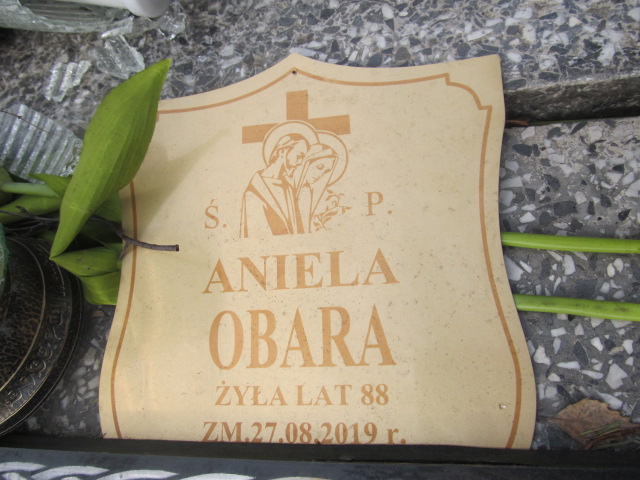 Ś. P.
ANIELA
OBARA
ŻYŁA LAT 88
ZM.27.08.2019 r.